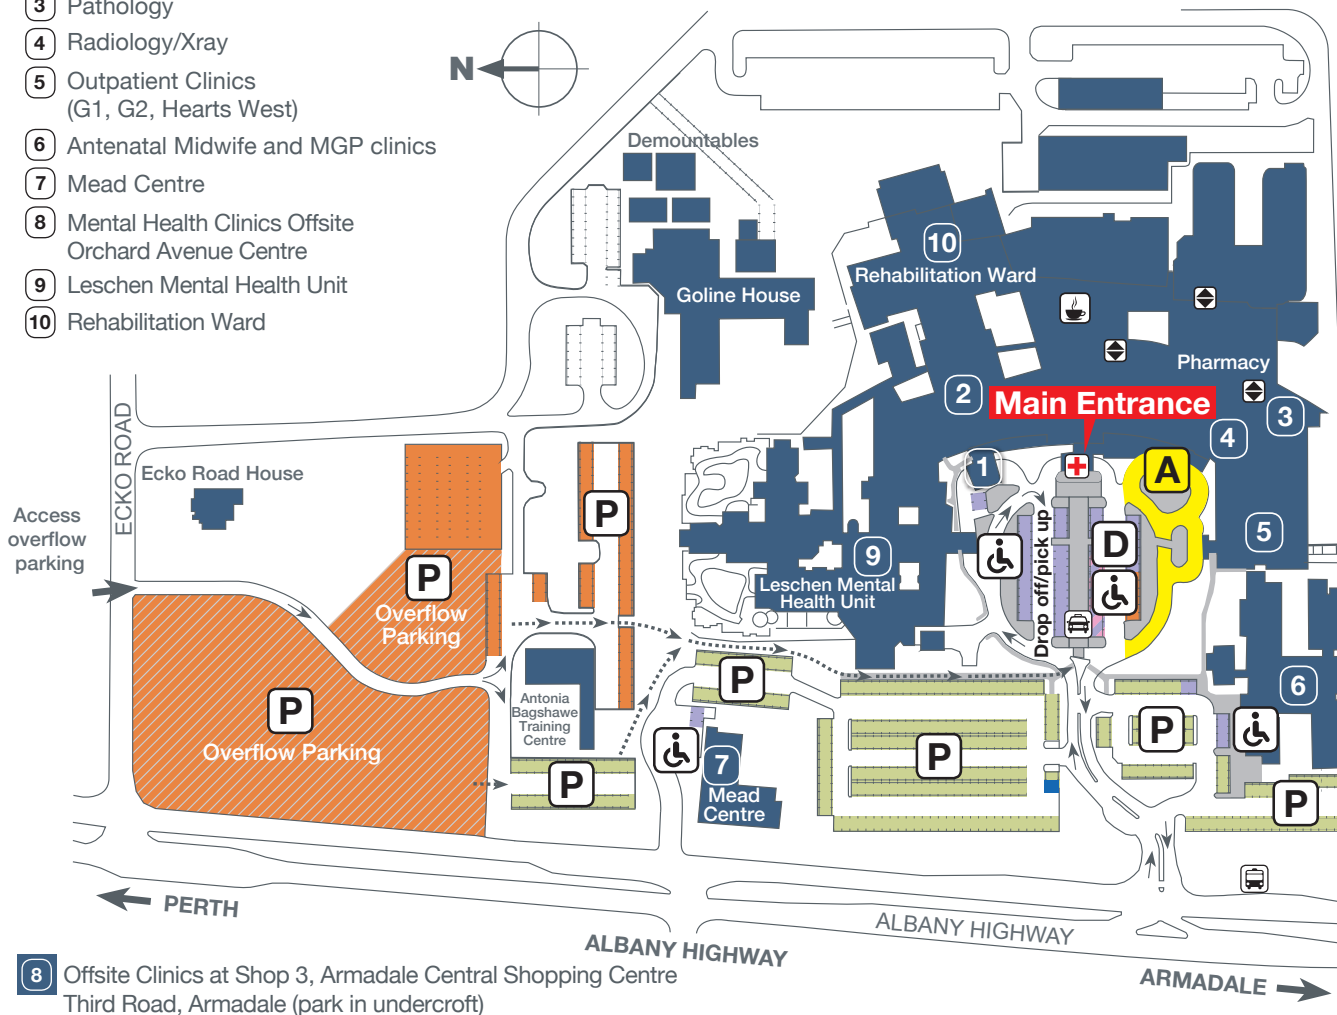 3 Pathology
4 Radiology/Xray
5 Outpatient Clinics
(G1, G2, Hearts West)
6 Antenatal Midwife and MGP clinics
7 Mead Centre
8 Mental Health Clinics Offsite
Orchard Avenue Centre
9 Leschen Mental Health Unit
10 Rehabilitation Ward
N
Demountables
10
Rehabilitation Ward
Goline House
Pharmacy
2
Main Entrance
3
4
1
A
ECKO ROAD
Ecko Road House
Access
overflow
parking
P
P
Overflow
Parking
9
Leschen Mental
Health Unit
Drop off/pick up
D
5
P
Overflow Parking
Antonia
Bagshawe
Training
Centre
P
P
7
Mead
Centre
P
P
6
P
PERTH
ALBANY HIGHWAY
ALBANY HIGHWAY
ARMADALE
8 Offsite Clinics at Shop 3, Armadale Central Shopping Centre
Third Road, Armadale (park in undercroft)